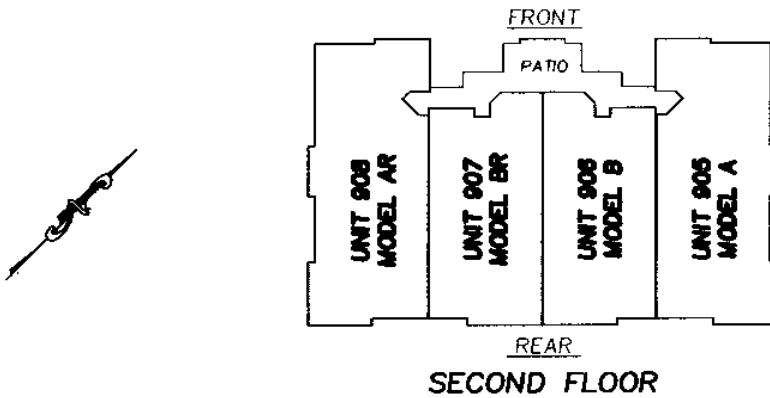 FRONT
PATIO
UNIT 908
MODEL AR
UNIT 907
MODEL BR
UNIT 906
MODEL B
UNIT 905
MODEL A
REAR
SECOND FLOOR